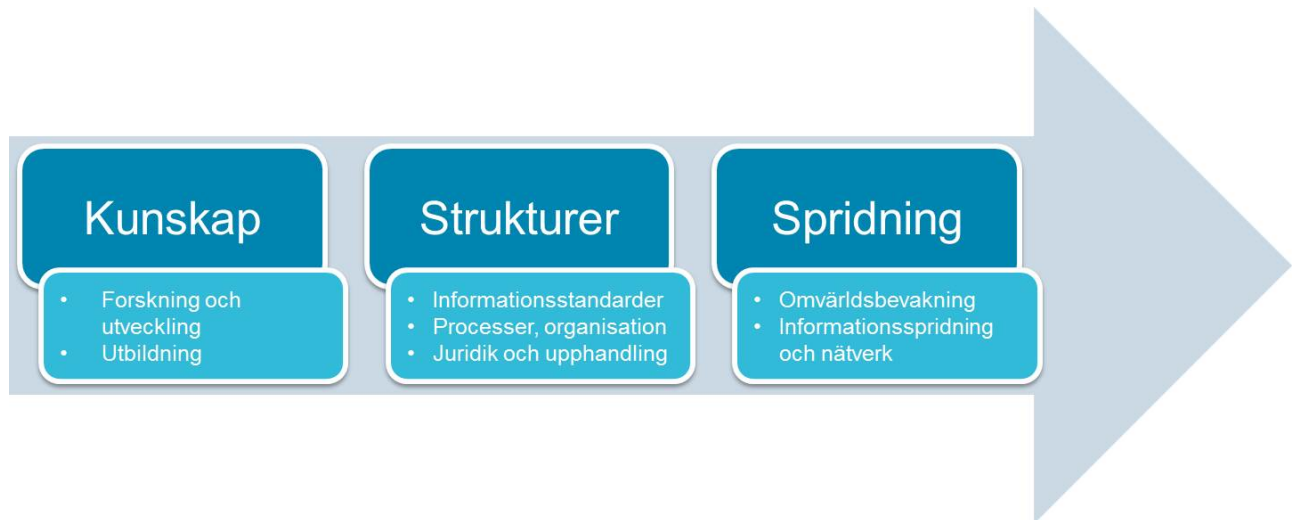 Kunskap
• Forskning och
utveckling
• Utbildning
Strukturer
• Informationsstandarder
• Processer, organisation
• Juridik och upphandling
Spridning
• Omvärldsbevakning
• Informationsspridning
och nätverk